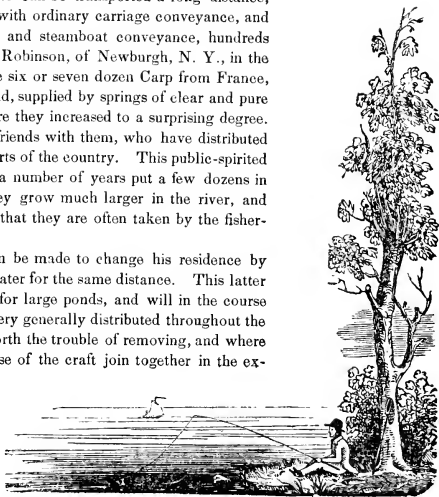 with ordinary carriage conveyance, and
and steamboat conveyance, hundreds
Robinson, of Newburgh, N. Y., in the
six or seven dozen Carp from France,
d, supplied by springs of clear and pure
re they increased to a surprising degree.
friends with them, who have distributed
rts of the country. This public-spirited
a number of years put a few dozens in
ey grow much larger in the river, and
that they are often taken by the fisher-
n be made to change his residence by
ater for the same distance. This latter
for large ponds, and will in the course
ery generally distributed throughout the
orth the trouble of removing, and where
se of the craft join together in the ex-